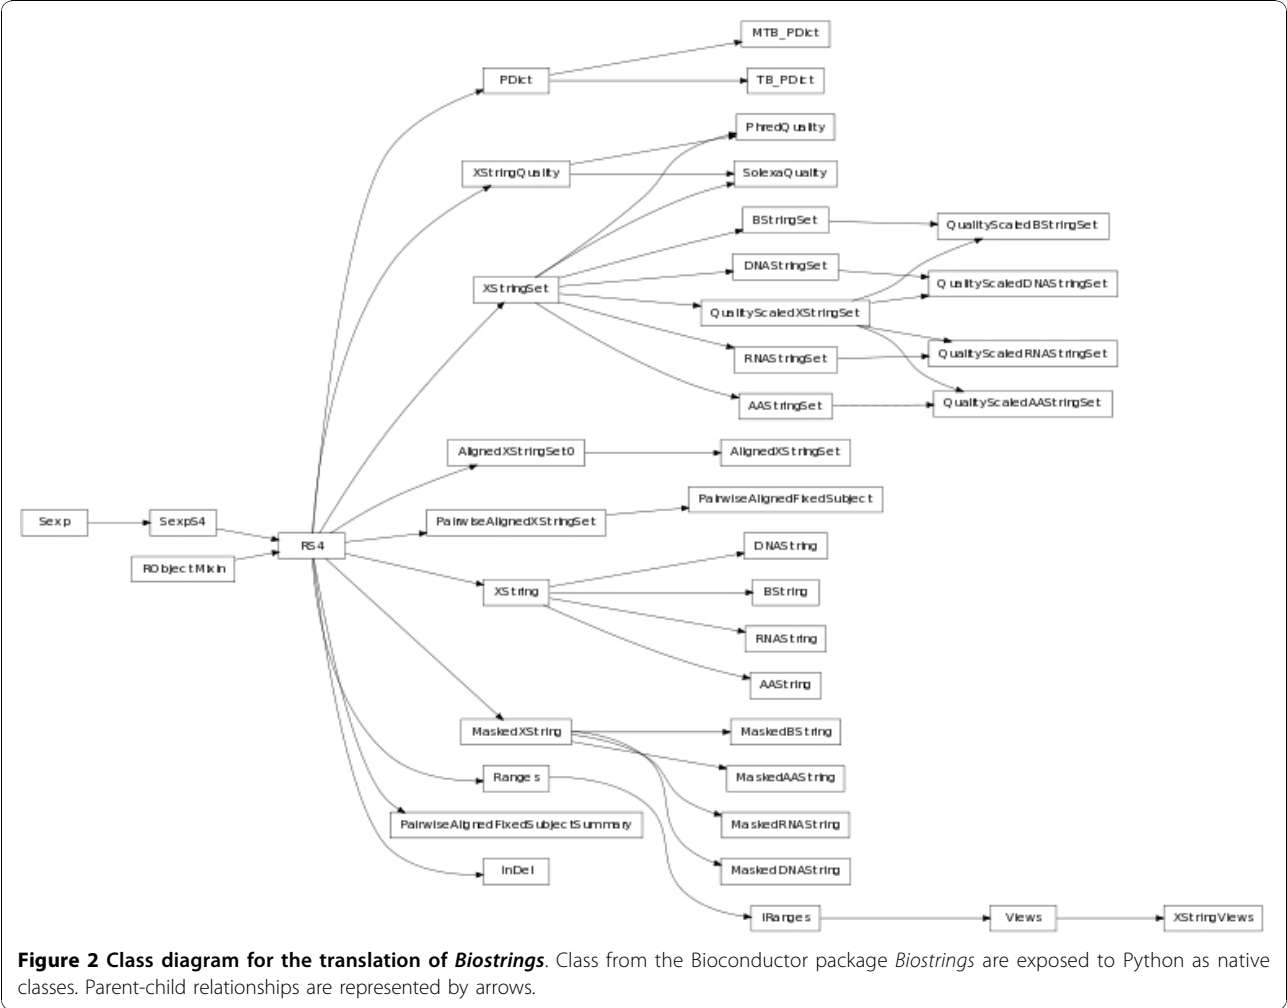 MTB_PDict
PDict
TB_PDict
PhredQuality
XStringQuality
SolexaQuality
BStringSet
QualityScaledBStringSet
DNAStringSet
QualityScaledDNAStringSet
XStringSet
QualityScaledXStringSet
RNAStringSet
QualityScaledRNAStringSet
AAStringSet
QualityScaledAAStringSet
AlignedXStringSet0
AlignedXStringSet
PairwiseAlignedFixedSubject
Sexp
SexpS4
PairwiseAlignedXStringSet
RS4
DNAString
RObjectMixin
XString
BString
RNAString
AAString
MaskedXString
MaskedBString
Ranges
MaskedAAString
PairwiseAlignedFixedSubjectSummary
MaskedRNAString
InDel
MaskedDNAString
IRanges
Views
XStringViews
Figure 2 Class diagram for the translation of Biostrings. Class from the Bioconductor package Biostrings are exposed to Python as native
classes. Parent-child relationships are represented by arrows.